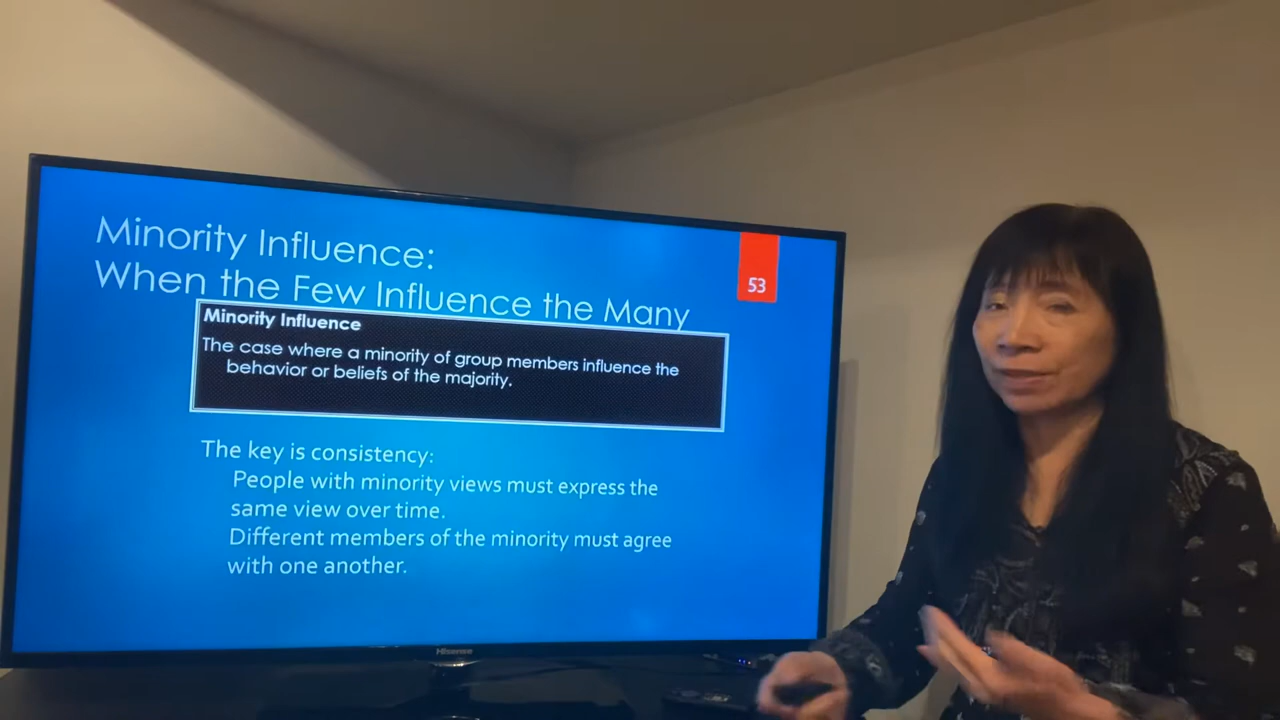 Minority Influence:
When the Few Influence the Many
53
Minority Influence
The case where a minority of group members influence the
behavior or beliefs of the majority.
The key is consistency:
People with minority views must express the
same view over time.
Different members of the minority must agree
with one another.
Hisense